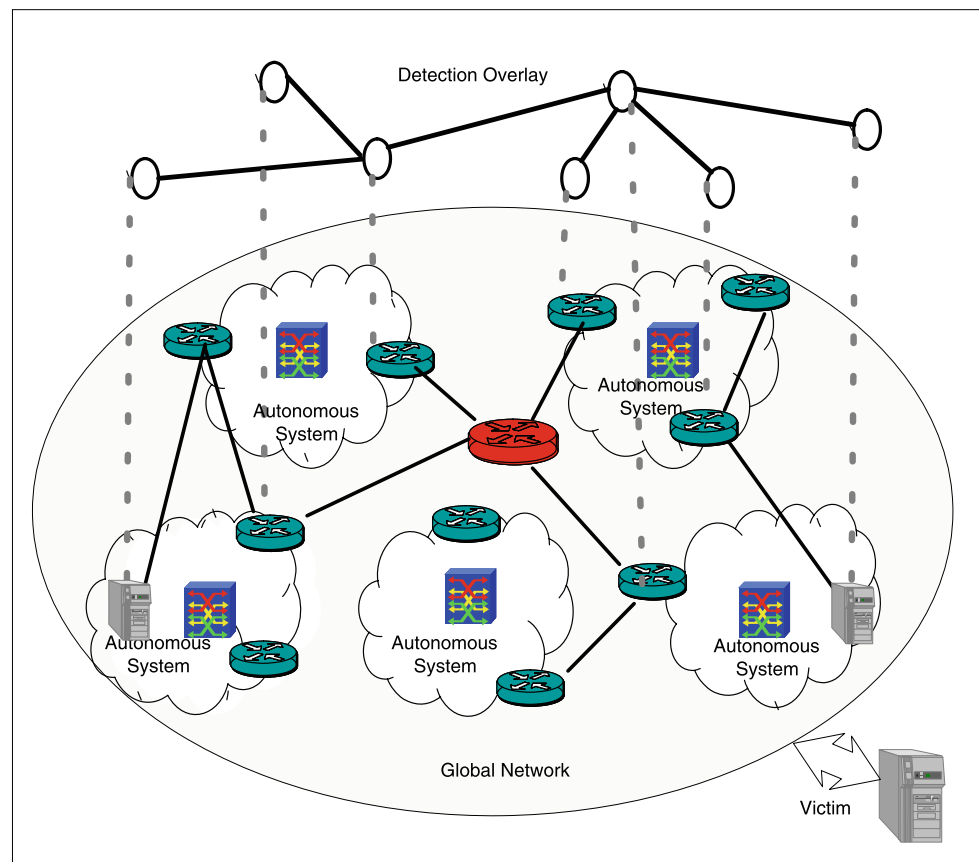 Detection Overlay
Autonomous
System
Autonomous
System
Autonomous
System
Autonomous
System
Autonomous
System
Global Network
Victim